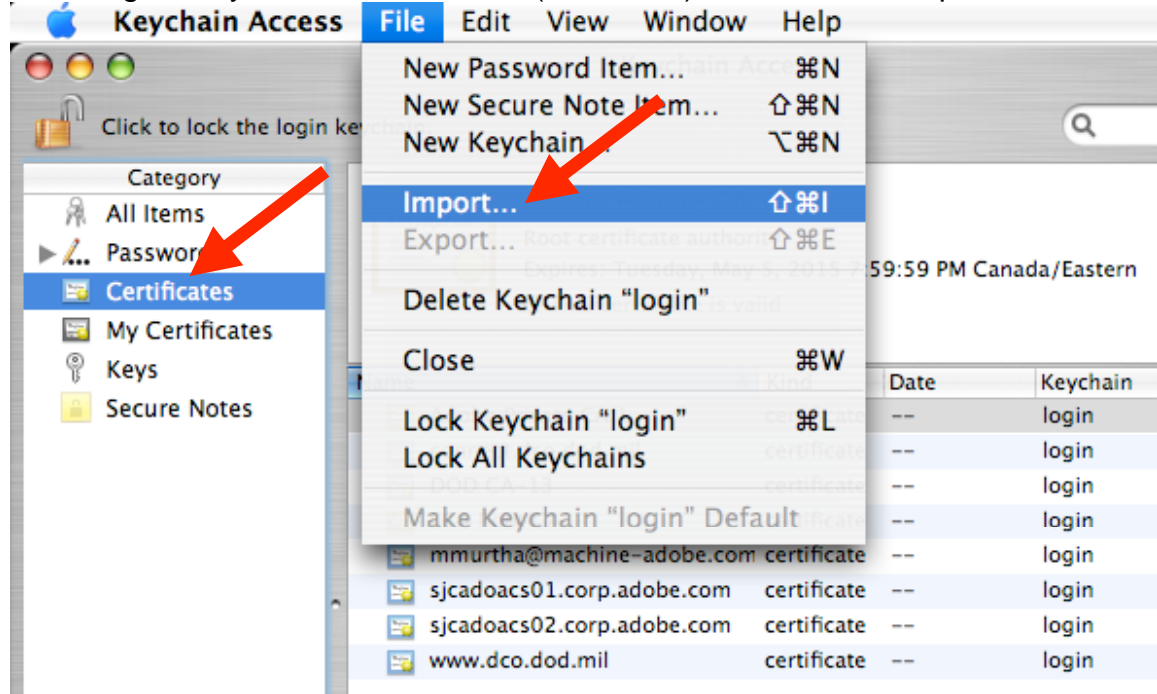 Keychain Access File Edit View Window Help
New Password Item... ⌘N
New Secure Note Item... ⇧⌘N
Click to lock the login
New Keychain... ⌥⌘N
Category
All Items
Import... ⇧⌘I
Export... ⇧⌘E
Root certificate
Password
Expires: Tuesday, May 5, 2015 7:59:59 PM Canada/Eastern
Certificates
Delete Keychain “login”
is valid
My Certificates
Close ⌘W
Keys
Name Kind Date Keychain
Secure Notes
Lock Keychain “login” ⌘L
certificate -- login
Lock All Keychains
certificate -- login
DOD CA-13 certificate -- login
Make Keychain “login” Default
-- login
mmurtha@machine-adobe.com certificate -- login
sjcadoacs01.corp.adobe.com certificate -- login
sjcadoacs02.corp.adobe.com certificate -- login
www.dco.dod.mil certificate -- login